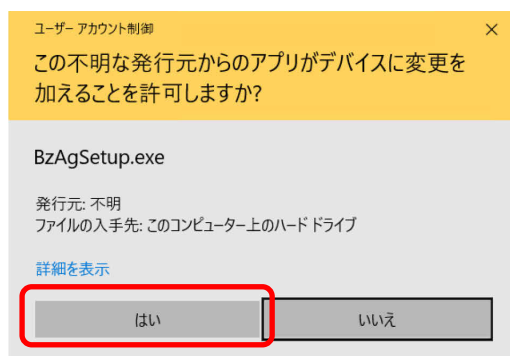 ユーザー アカウント制御
この不明な発行元からのアプリがデバイスに変更を
加えることを許可しますか?
BzAgSetup.exe
発行元: 不明
ファイルの入手先: このコンピューター上のハード ドライブ
詳細を表示
はい
いいえ